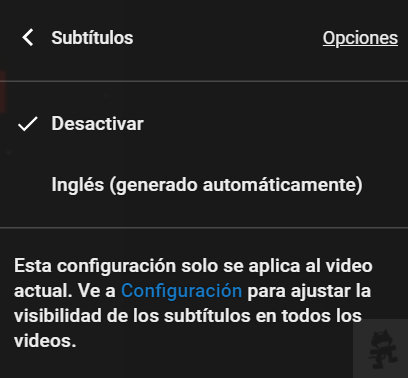 Subtítulos
Opciones
Desactivar
Inglés (generado automáticamente)
Esta configuración solo se aplica al video
actual. Ve a Configuración para ajustar la
visibilidad de los subtítulos en todos los
videos.